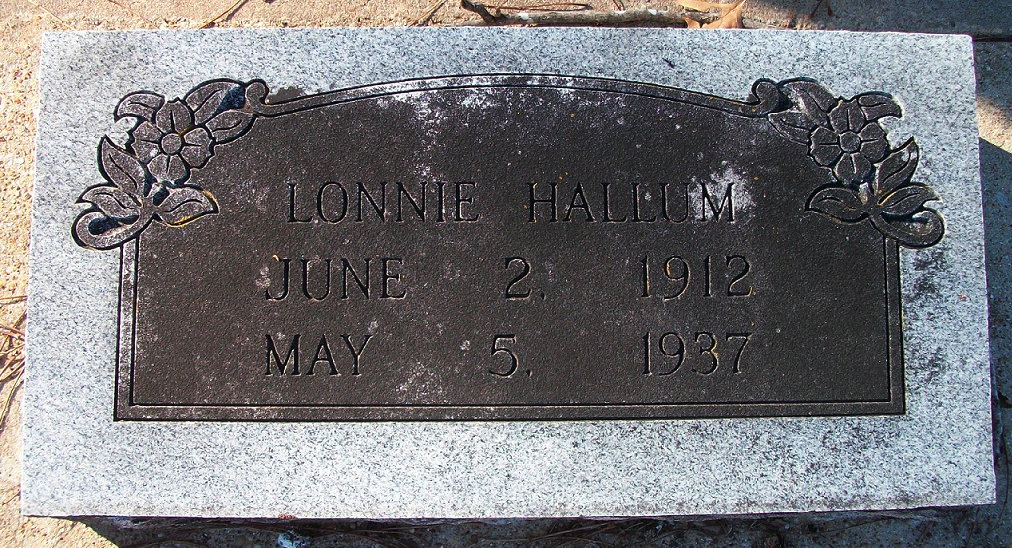 LONNIE HALLUM
JUNE 2, 1912
MAY 5, 1937